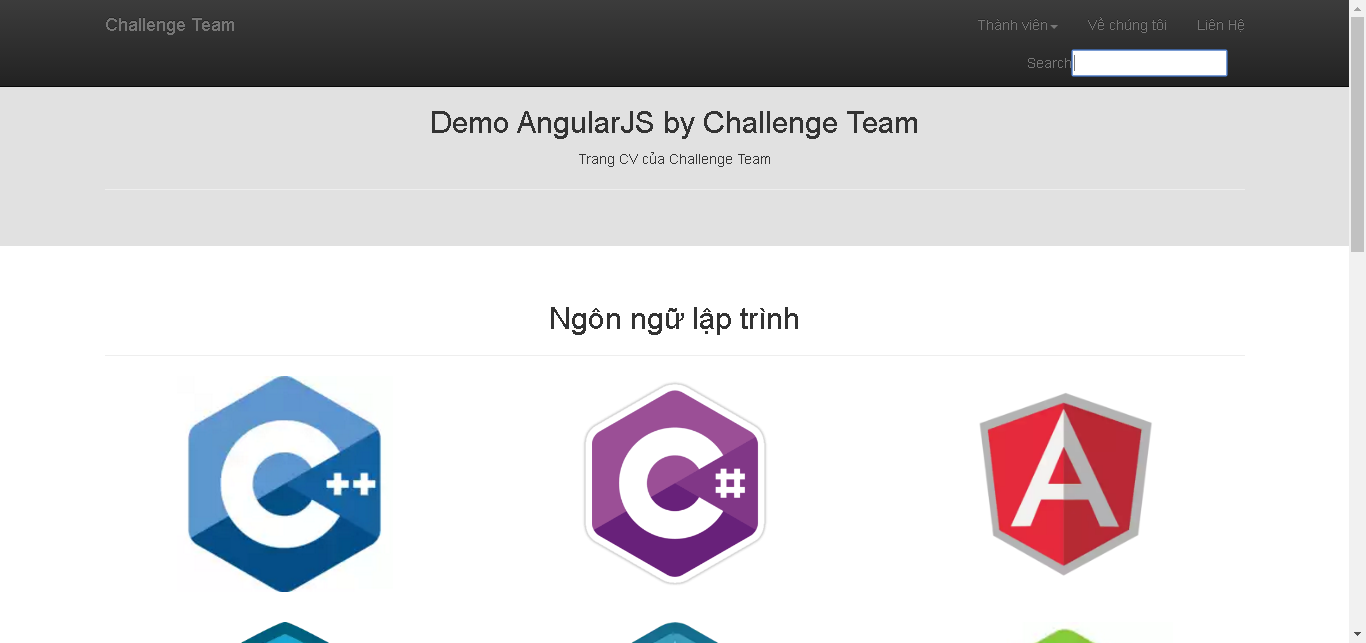 Challenge Team
Thành viên
Về chúng tôi
Liên Hệ
Search
Demo AngularJS by Challenge Team
Trang CV của Challenge Team
Ngôn ngữ lập trình
C++
C#
A